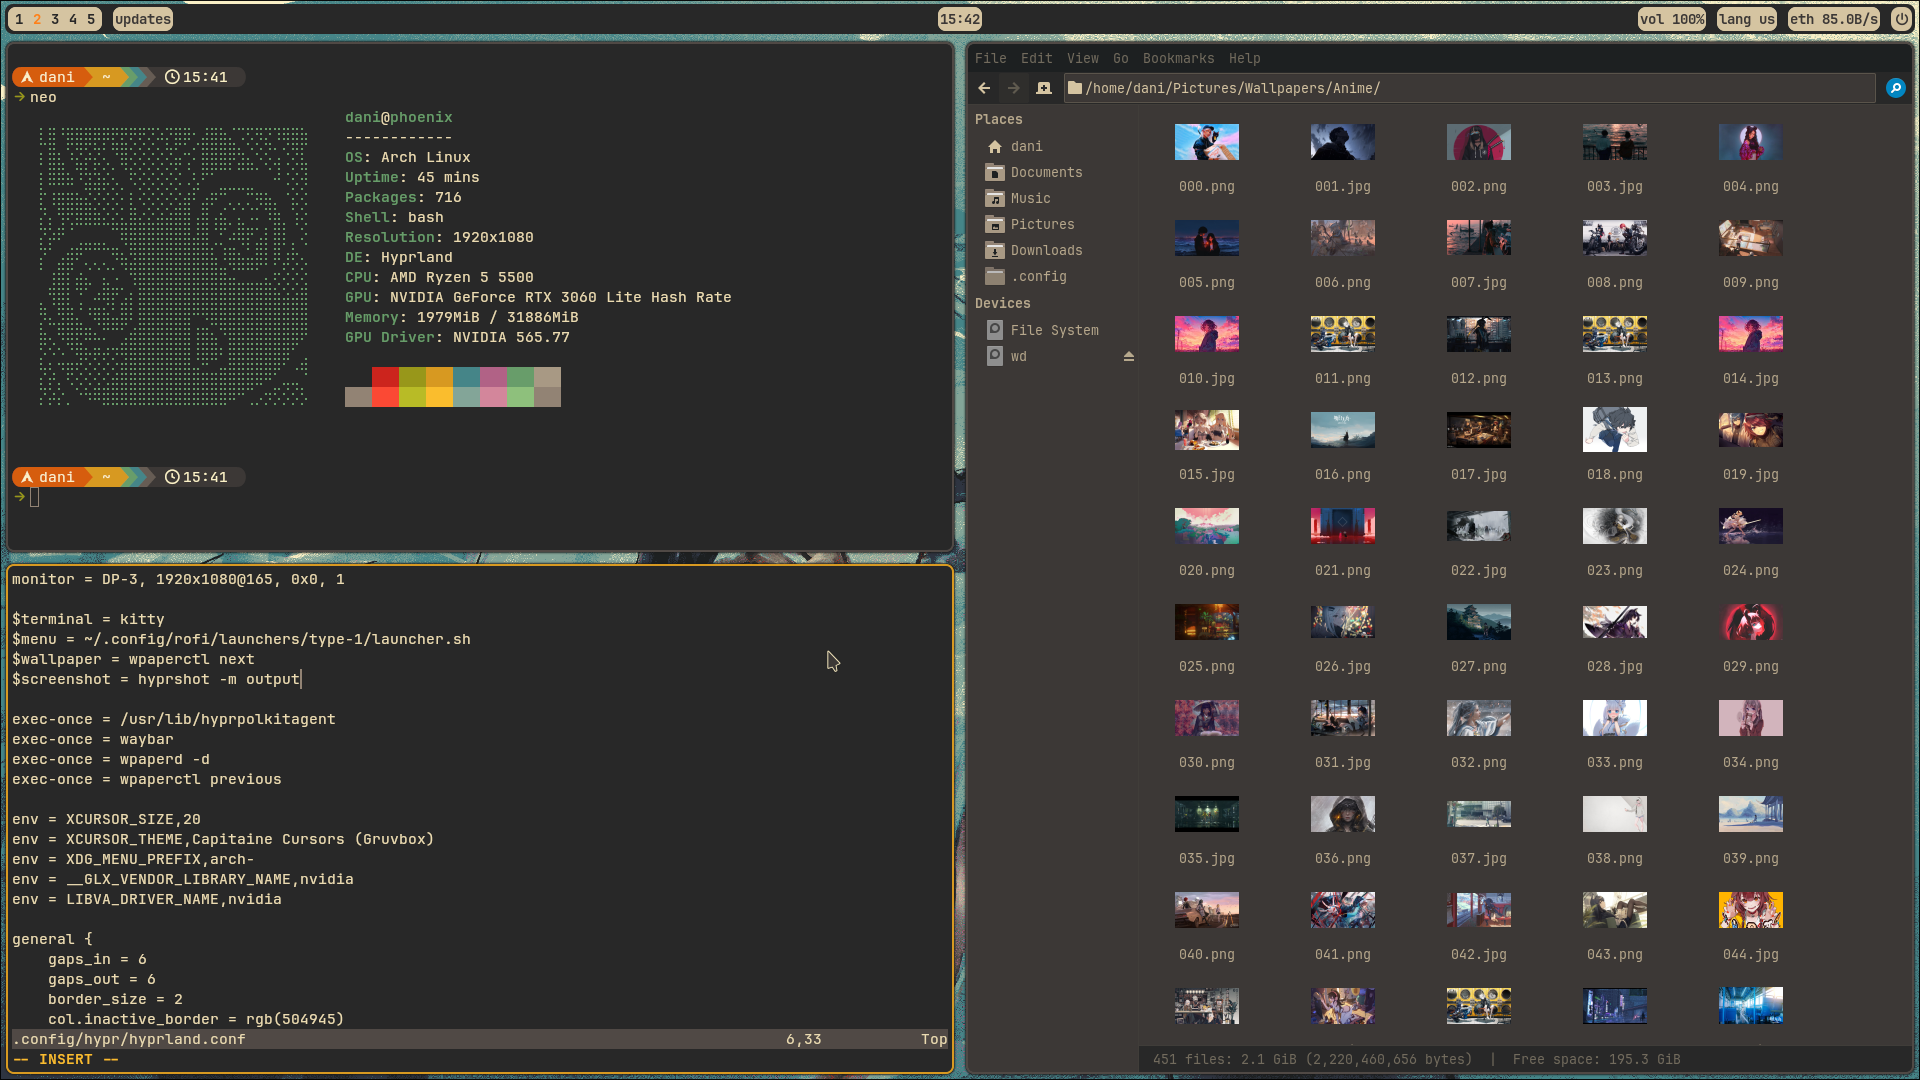 1 2 3 4 5 updates 15:42 vol 100% lang us eth 85.0B/s
dani ~ 15:41
neo
dani@phoenix
------------
OS: Arch Linux
Uptime: 45 mins
Packages: 716
Shell: bash
Resolution: 1920x1080
DE: Hyprland
CPU: AMD Ryzen 5 5500
GPU: NVIDIA GeForce RTX 3060 Lite Hash Rate
Memory: 1979MiB / 31886MiB
GPU Driver: NVIDIA 565.77
dani ~ 15:41
monitor = DP-3, 1920x1080@165, 0x0, 1
$terminal = kitty
$menu = ~/.config/rofi/launchers/type-1/launcher.sh
$wallpaper = wpaperctl next
$screenshot = hyprshot -m output
exec-once = /usr/lib/hyprpolkitagent
exec-once = waybar
exec-once = wpaperd -d
exec-once = wpaperctl previous
env = XCURSOR_SIZE,20
env = XCURSOR_THEME,Capitaine Cursors (Gruvbox)
env = XDG_MENU_PREFIX,arch-
env = __GLX_VENDOR_LIBRARY_NAME,nvidia
env = LIBVA_DRIVER_NAME,nvidia
general {
gaps_in = 6
gaps_out = 6
border_size = 2
col.inactive_border = rgb(504945)
.config/hypr/hyprland.conf 6,33 Top
-- INSERT --
File Edit View Go Bookmarks Help
/home/dani/Pictures/Wallpapers/Anime/
Places
dani
Documents
Music
Pictures
Downloads
.config
Devices
File System
wd
000.png 001.jpg 002.png 003.jpg 004.png
005.png 006.png 007.jpg 008.png 009.png
010.jpg 011.png 012.png 013.png 014.jpg
015.jpg 016.png 017.jpg 018.png 019.jpg
020.png 021.png 022.jpg 023.png 024.png
025.png 026.jpg 027.png 028.jpg 029.png
030.png 031.jpg 032.png 033.png 034.png
035.jpg 036.png 037.jpg 038.png 039.png
040.png 041.png 042.jpg 043.png 044.jpg
451 files: 2.1 GiB (2,220,460,656 bytes) | Free space: 195.3 GiB